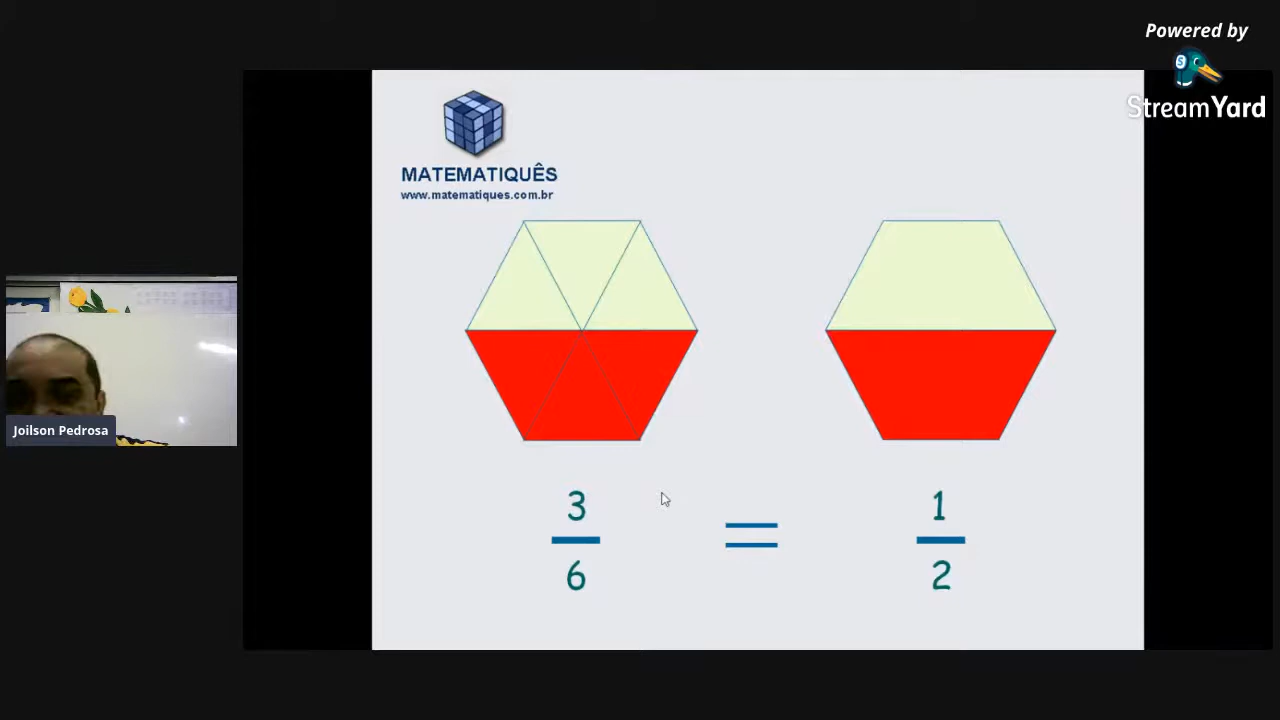 Powered by
StreamYard
MATEMATIQUÊS
www.matematiques.com.br
3
6
=
1
2
Joilson Pedrosa